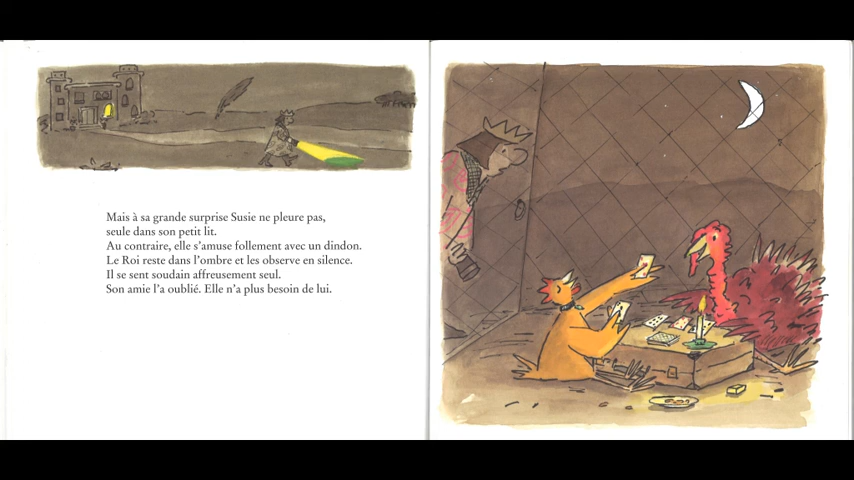 Mais à sa grande surprise Susie ne pleure pas,
seule dans son petit lit.
Au contraire, elle s'amuse follement avec un dindon.
Le Roi reste dans l'ombre et les observe en silence.
Il se sent soudain affreusement seul.
Son amie l'a oublié. Elle n'a plus besoin de lui.